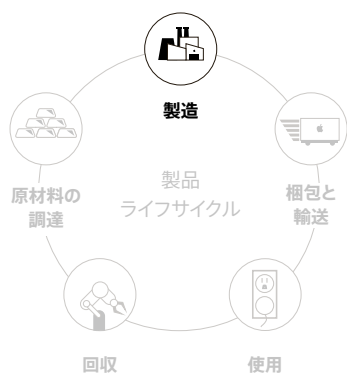 製造
原材料の
調達
製品
ライフサイクル
梱包と
輸送
回収
使用